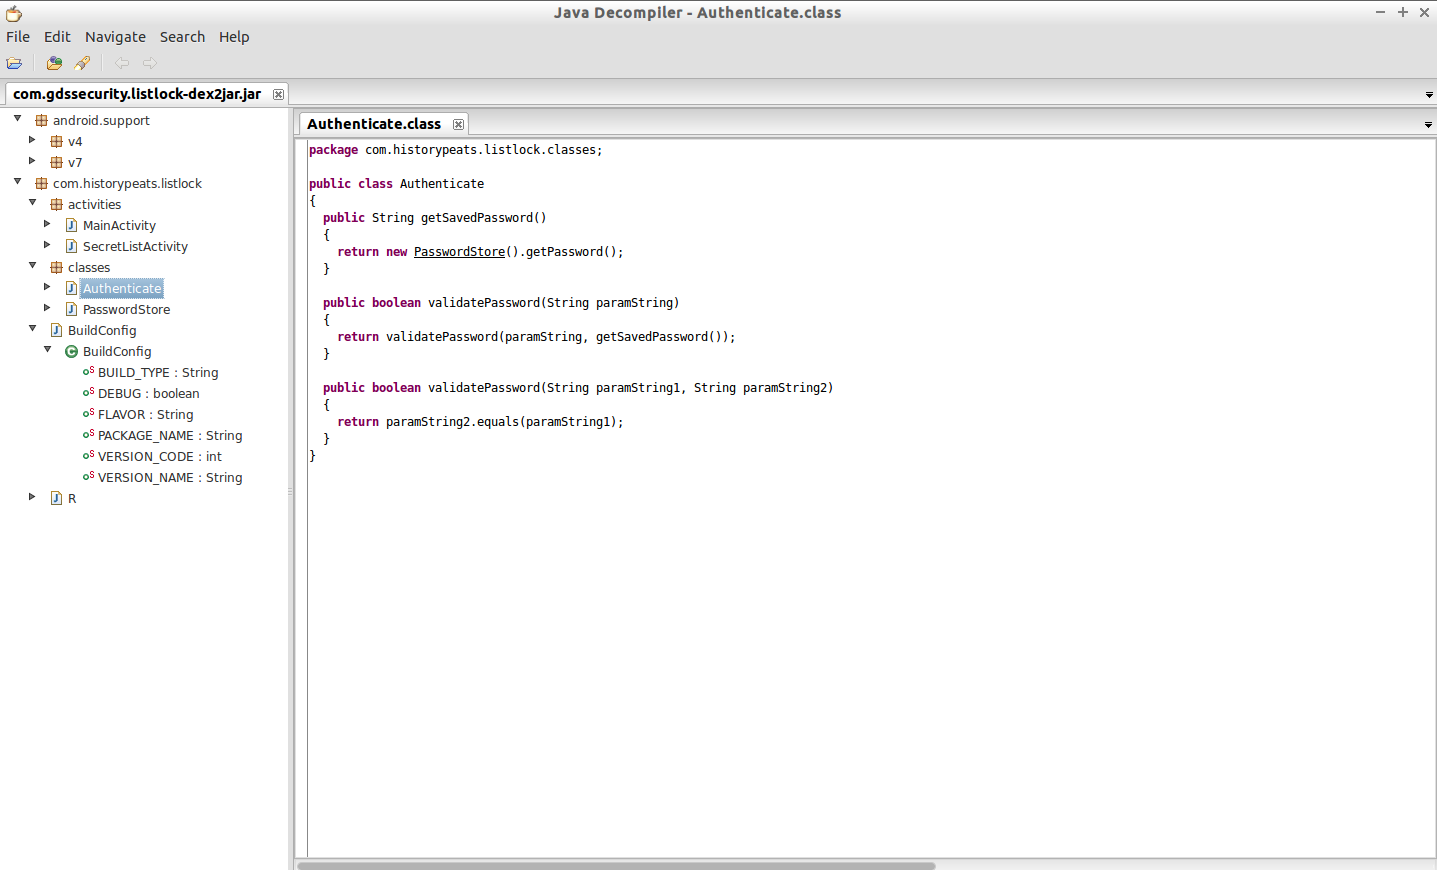 Java Decompiler - Authenticate.class
File Edit Navigate Search Help
com.gdssecurity.listlock-dex2jar.jar
android.support
v4
v7
com.historypeats.listlock
activities
MainActivity
SecretListActivity
classes
Authenticate
PasswordStore
BuildConfig
BuildConfig
BUILD_TYPE : String
DEBUG : boolean
FLAVOR : String
PACKAGE_NAME : String
VERSION_CODE : int
VERSION_NAME : String
R
Authenticate.class
package com.historypeats.listlock.classes;
public class Authenticate
{
  public String getSavedPassword()
  {
    return new PasswordStore().getPassword();
  }
  public boolean validatePassword(String paramString)
  {
    return validatePassword(paramString, getSavedPassword());
  }
  public boolean validatePassword(String paramString1, String paramString2)
  {
    return paramString2.equals(paramString1);
  }
}